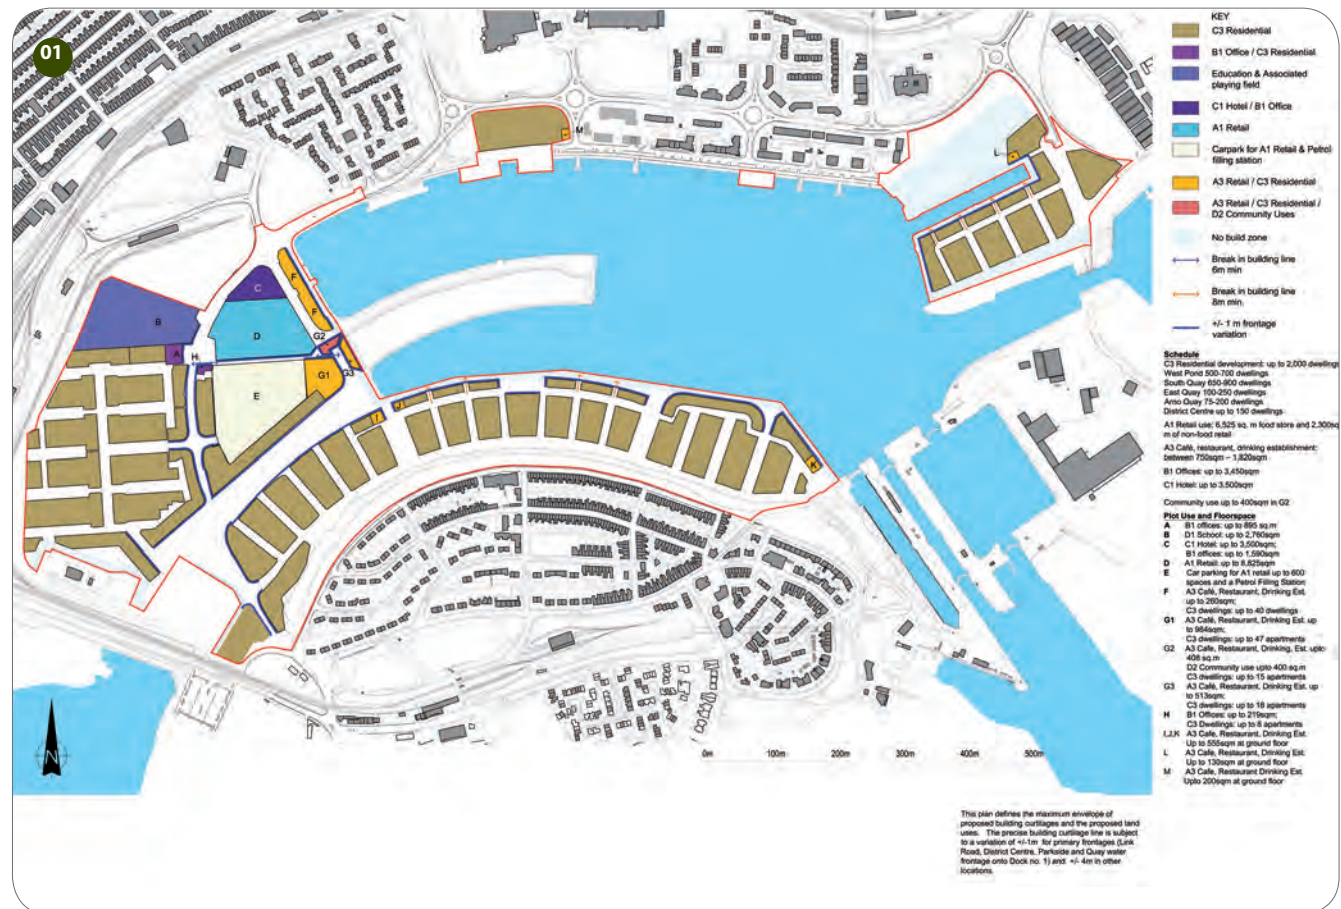 01
KEY
C3 Residential
B1 Office / C3 Residential
Education & Associated
playing field
C1 Hotel / B1 Office
A1 Retail
Carpark for A1 Retail & Petrol
filling station
A3 Retail / C3 Residential
A3 Retail / C3 Residential /
D2 Community Uses
No build zone
Break in building line
6m min
Break in building line
8m min.
+/- 1 m frontage
variation
Schedule
C3 Residential development: up to 2,000 dwellings
West Pond 500-700 dwellings
South Quay 650-900 dwellings
East Quay 100-250 dwellings
Arno Quay 75-200 dwellings
District Centre up to 150 dwellings
A1 Retail use; 6,525 sq. m food store and 2,300sq
m of non-food retail
A3 Café, restaurant, drinking establishment:
between 750sqm – 1,820sqm
B1 Offices: up to 3,450sqm
C1 Hotel: up to 3,500sqm
Community use up to 400sqm in G2
Plot Use and Floorspace
A B1 offices: up to 895 sq.m
B D1 School: up to 2,760sqm
C C1 Hotel: up to 3,500sqm;
B1 offices: up to 1,590sqm
D A1 Retail: up to 8,825sqm
E Car parking for A1 retail up to 600
spaces and a Petrol Filling Station
F A3 Café, Restaurant, Drinking Est.
up to 260sqm;
C3 dwellings: up to 40 dwellings
G1 A3 Café, Restaurant, Drinking Est. up
to 984sqm;
C3 dwellings: up to 47 apartments
G2 A3 Cafe, Restaurant, Drinking, Est. upto
408 sq.m
D2 Community use upto 400 sq.m
C3 dwellings: up to 15 apartments
G3 A3 Café, Restaurant, Drinking Est. up
to 513sqm;
C3 dwellings: up to 18 apartments
H B1 Offices: up to 219sqm;
C3 Dwellings: up to 8 apartments
I,J,K A3 Cafe, Restaurant, Drinking Est.
Up to 555sqm at ground floor
L A3 Cafe, Restaurant, Drinking Est.
Up to 130sqm at ground floor
M A3 Cafe, Restaurant Drinking Est.
Upto 200sqm at ground floor
M
L
F
C
F
B
D
G2
A
H
G3
G1
E
I
J
K
N
0m 100m 200m 300m 400m 500m
This plan defines the maximum envelope of
proposed building curtilages and the proposed land
uses. The precise building curtilage line is subject
to a variation of +/-1m for primary frontages (Link
Road, District Centre, Parkside and Quay water
frontage onto Dock no. 1) and +/- 4m in other
locations.